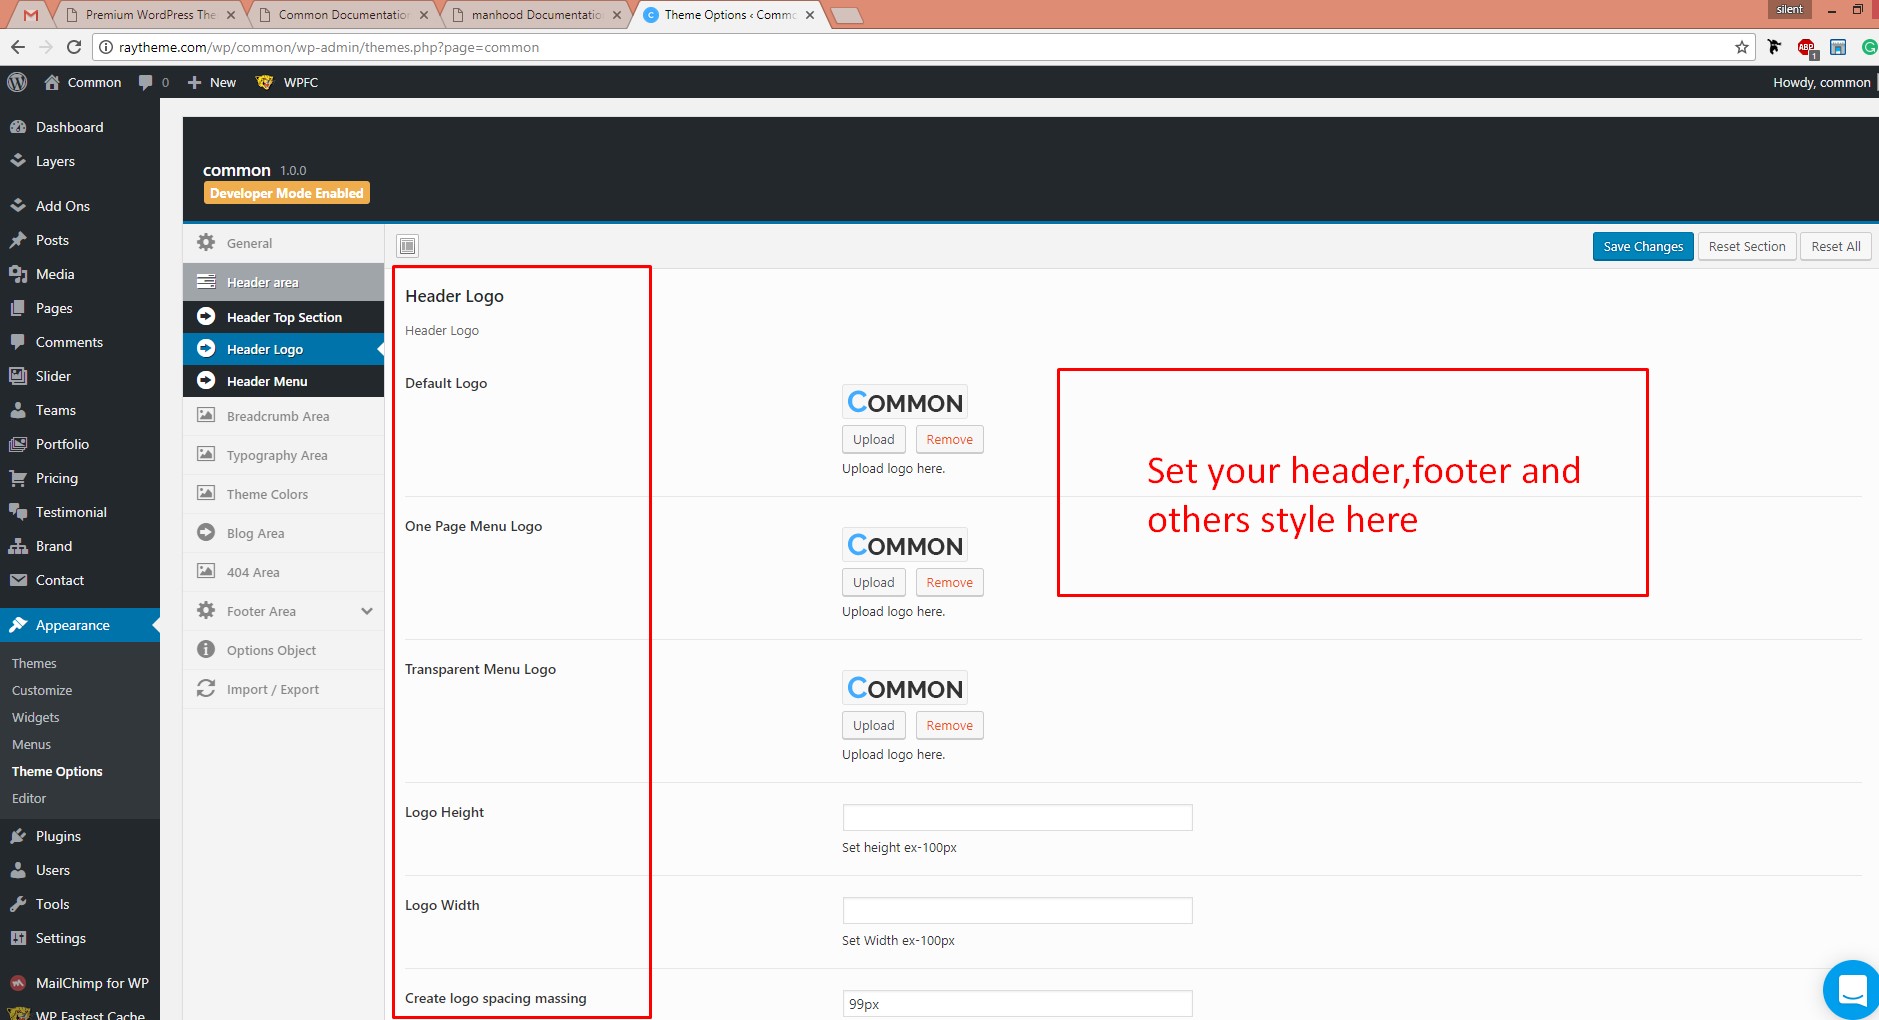 silent
Premium WordPress The
Common Documentation
manhood Documentatio
Theme Options ‹ Commo
raytheme.com/wp/common/wp-admin/themes.php?page=common
ABP
1
Common
0
New
WPFC
Howdy, common
Dashboard
Layers
Add Ons
Posts
Media
Pages
Comments
Slider
Teams
Portfolio
Pricing
Testimonial
Brand
Contact
Appearance
Themes
Customize
Widgets
Menus
Theme Options
Editor
Plugins
Users
Tools
Settings
MailChimp for WP
WP Fastest Cache
common 1.0.0
Developer Mode Enabled
General
Header area
Header Top Section
Header Logo
Header Menu
Breadcrumb Area
Typography Area
Theme Colors
Blog Area
404 Area
Footer Area
Options Object
Import / Export
Save Changes
Reset Section
Reset All
Header Logo
Header Logo
Default Logo
COMMON
Upload
Remove
Upload logo here.
One Page Menu Logo
COMMON
Upload
Remove
Upload logo here.
Transparent Menu Logo
COMMON
Upload
Remove
Upload logo here.
Logo Height
Set height ex-100px
Logo Width
Set Width ex-100px
Create logo spacing massing
99px
Set your header,footer and
others style here